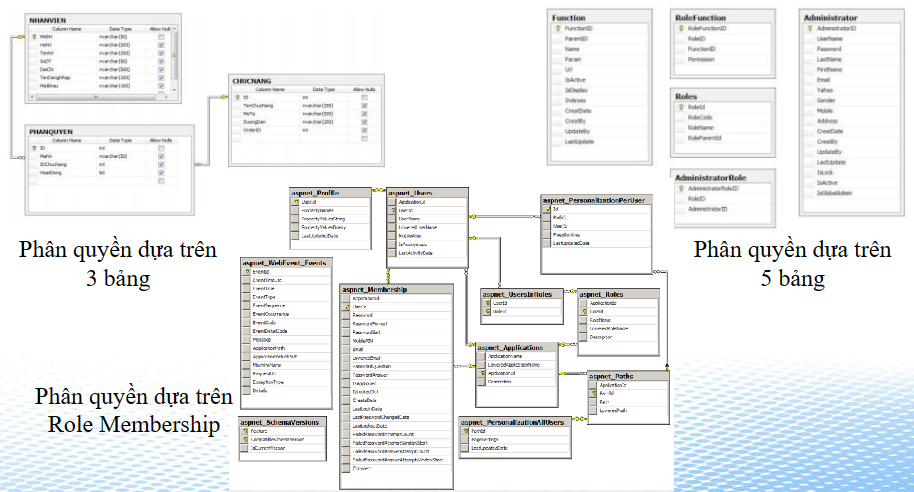 NHANVIEN
Column Name Data Type Allow Nulls
MaNV nvarchar(50)
HoNV nvarchar(200)
TenNV nvarchar(200)
SoDT nvarchar(50)
DiaChi nvarchar(500)
TenDangNhap nvarchar(100)
MatKhau nvarchar(100)
CHUCNANG
Column Name Data Type Allow Nulls
ID int
TenChucNang nvarchar(200)
MoTa nvarchar(500)
DuongDan nvarchar(200)
OrderID int
PHANQUYEN
Column Name Data Type Allow Nulls
ID int
MaNV nvarchar(50)
IDChucNang int
HoatDong bit
Phân quyền dựa trên
3 bảng
Function
FunctionID
ParentID
Name
Param
Url
IsActive
IsDisplay
Indexes
CreatDate
CreatBy
UpdateBy
LastUpdate
RoleFunction
RoleFunctionID
RoleID
FunctionID
Permission
Roles
RoleId
RoleCode
RoleName
RoleParentId
AdministratorRole
AdministratorRoleID
RoleID
AdministratorID
Administrator
AdministratorID
UserName
Password
LastName
FirstName
Email
Yahoo
Gender
Mobile
Address
CreatDate
CreatBy
UpdateBy
LastUpdate
IsLock
IsActive
IsGlobalAdmin
Phân quyền dựa trên
5 bảng
aspnet_Profile
UserId
PropertyNames
PropertyValuesString
PropertyValuesBinary
LastUpdatedDate
aspnet_Users
ApplicationId
UserId
UserName
LoweredUserName
MobileAlias
IsAnonymous
LastActivityDate
aspnet_PersonalizationPerUser
Id
PathId
UserId
PageSettings
LastUpdatedDate
aspnet_WebEvent_Events
EventId
EventTimeUtc
EventTime
EventType
EventSequence
EventOccurrence
EventCode
EventDetailCode
Message
ApplicationPath
ApplicationVirtualPath
MachineName
RequestUrl
ExceptionType
Details
aspnet_Membership
ApplicationId
UserId
Password
PasswordFormat
PasswordSalt
MobilePIN
Email
LoweredEmail
PasswordQuestion
PasswordAnswer
IsApproved
IsLockedOut
CreateDate
LastLoginDate
LastPasswordChangedDate
LastLockoutDate
FailedPasswordAttemptCount
FailedPasswordAttemptWindowStart
FailedPasswordAnswerAttemptCount
FailedPasswordAnswerAttemptWindowStart
Comment
aspnet_UsersInRoles
UserId
RoleId
aspnet_Roles
ApplicationId
RoleId
RoleName
LoweredRoleName
Description
aspnet_Applications
ApplicationName
LoweredApplicationName
ApplicationId
Description
aspnet_Paths
ApplicationId
PathId
Path
LoweredPath
aspnet_SchemaVersions
Feature
CompatibleSchemaVersion
IsCurrentVersion
aspnet_PersonalizationAllUsers
PathId
PageSettings
LastUpdatedDate
Phân quyền dựa trên
Role Membership